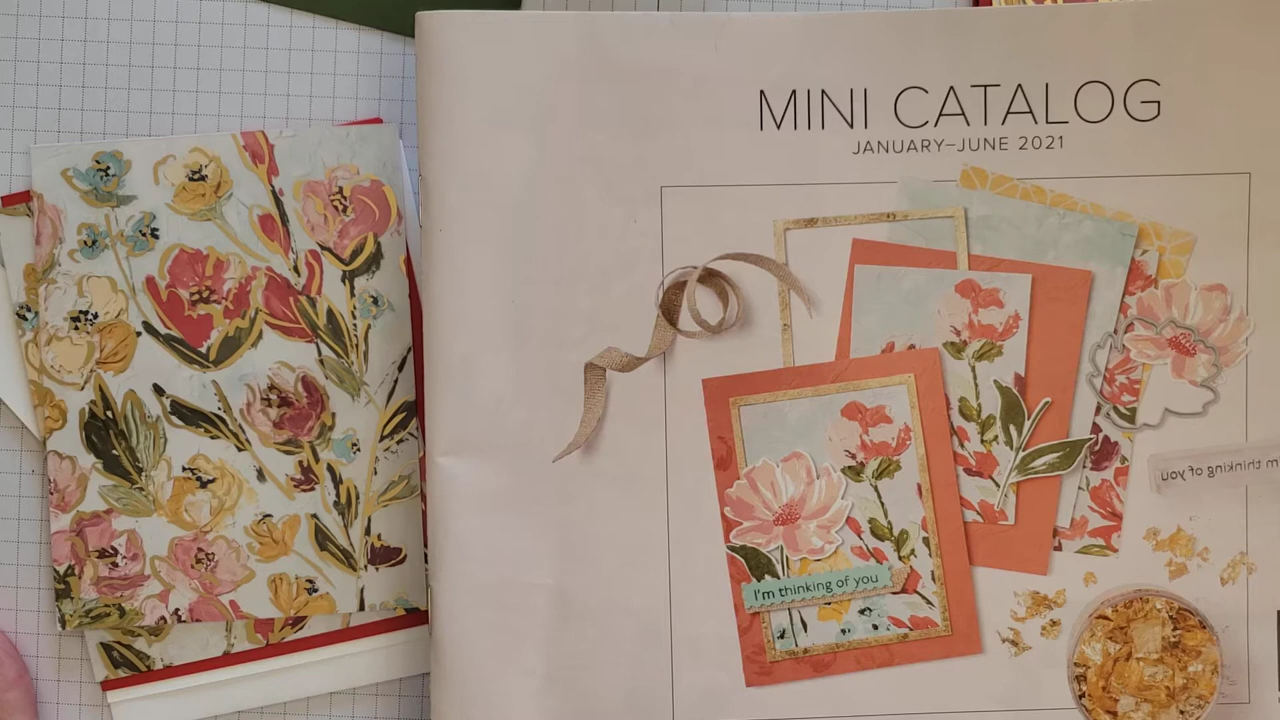 MINI CATALOG
JANUARY–JUNE 2021
I'm thinking of you
m thinking of you